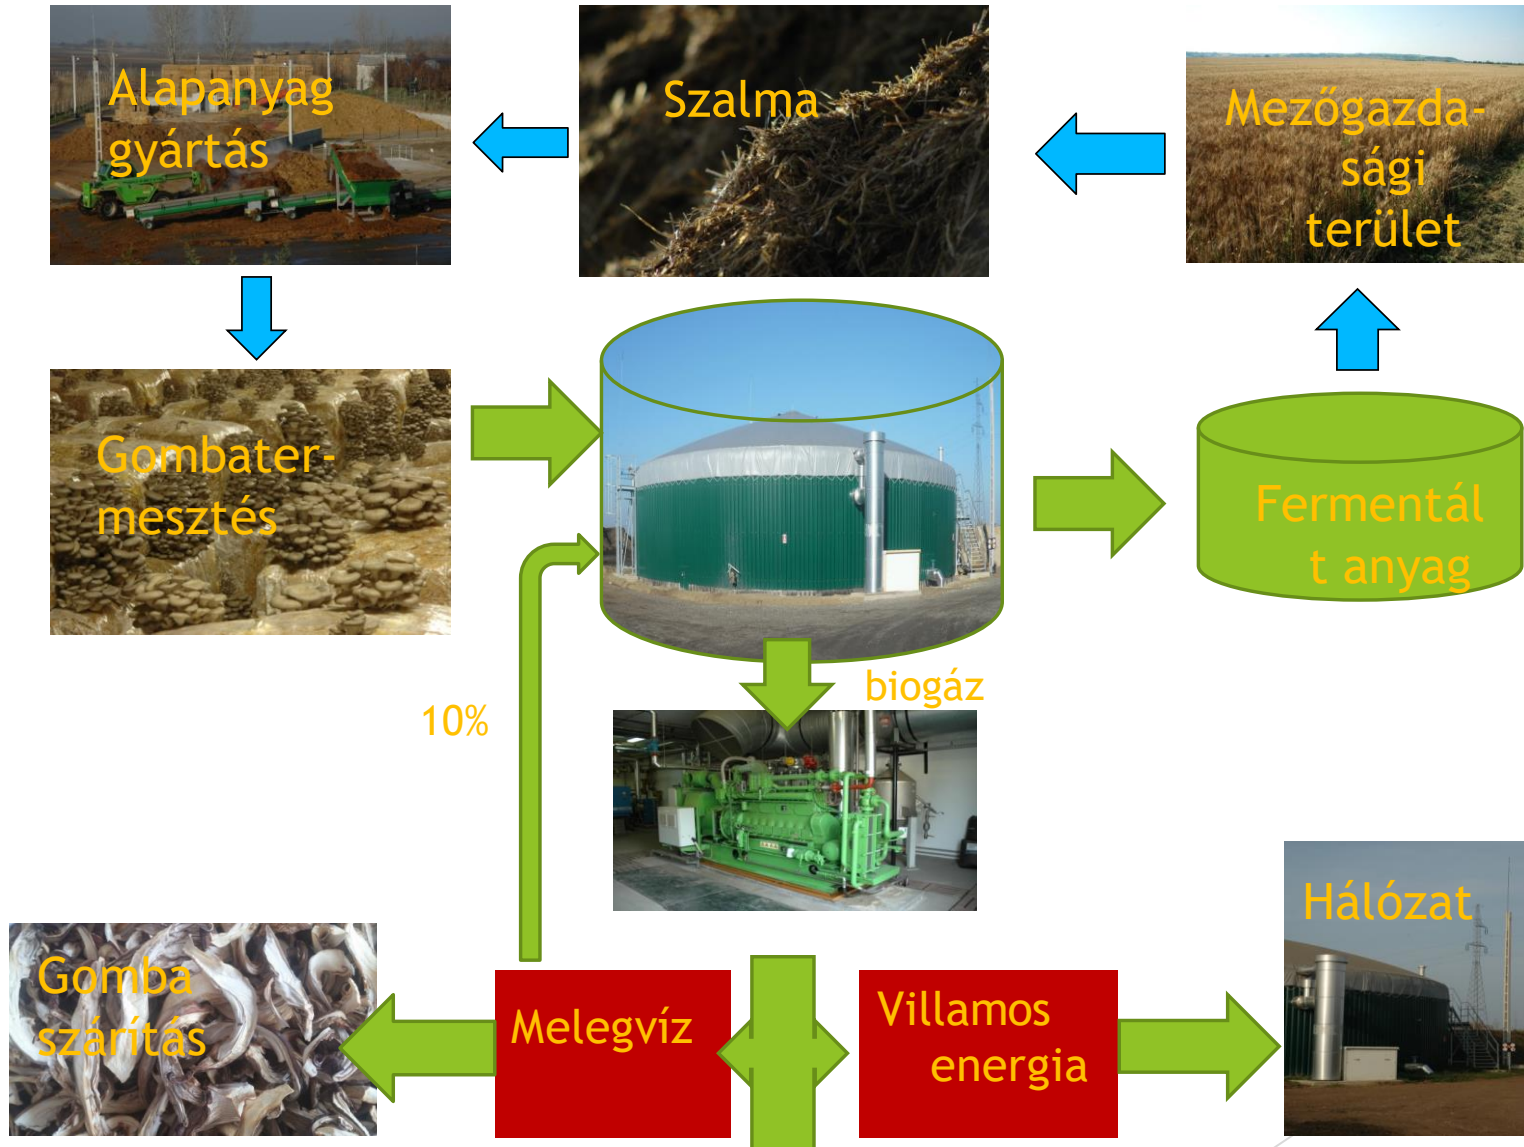 Alapanyag
gyártás
Szalma
Mezőgazda-
sági
terület
Gombater-
mesztés
Fermentál
t anyag
biogáz
10%
Hálózat
Gomba
szárítás
Melegvíz
Villamos
energia